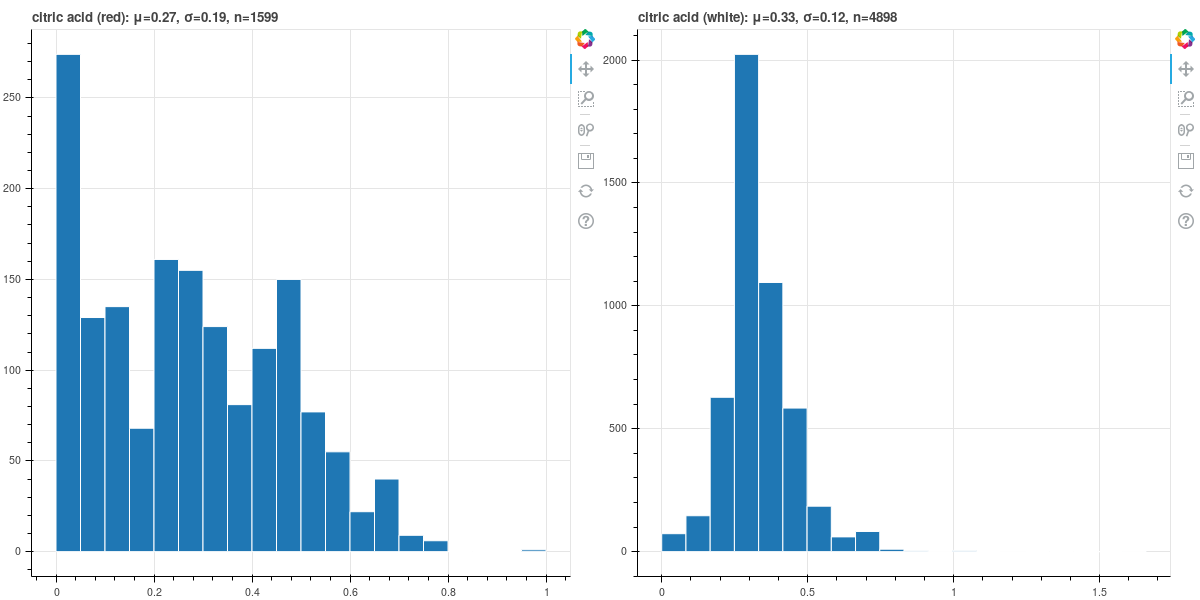 citric acid (red): μ=0.27, σ=0.19, n=1599
250
200
150
100
50
0
0 0.2 0.4 0.6 0.8 1
citric acid (white): μ=0.33, σ=0.12, n=4898
2000
1500
1000
500
0
0 0.5 1 1.5